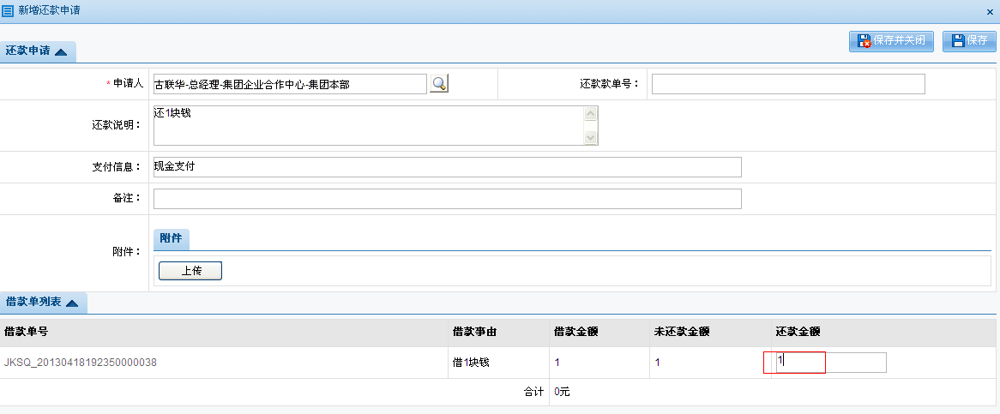 新增还款申请
×
还款申请
保存并关闭
保存
* 申请人
古联华-总经理-集团企业合作中心-集团本部
还款款单号：
还款说明：
还1块钱
支付信息：
现金支付
备注：
附件：
附件
上传
借款单列表
借款单号 借款事由 借款金额 未还款金额 还款金额
JKSQ_20130418192350000038 借1块钱 1 1 1
合计 0元